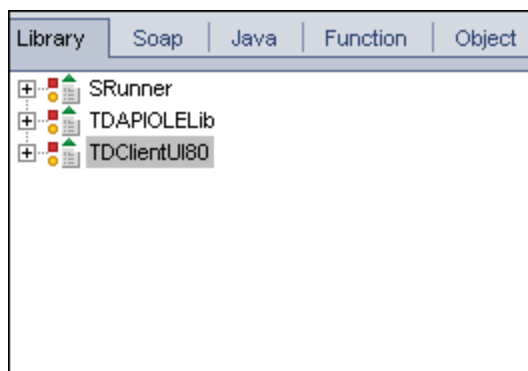 Library Soap Java Function Object
SRunner
TDAPIOLELib
TDClientUI80